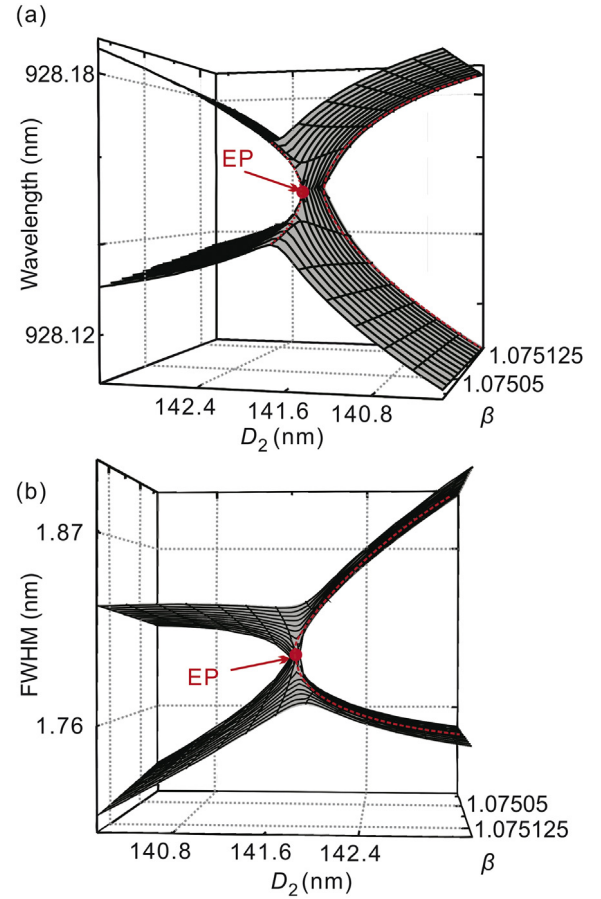 (a)
928.18
EP
Wavelength (nm)
928.12
1.075125
1.07505
142.4 141.6 140.8
D₂ (nm)
β
(b)
1.87
FWHM (nm)
EP
1.76
1.07505
1.075125
140.8 141.6 142.4
D₂ (nm)
β